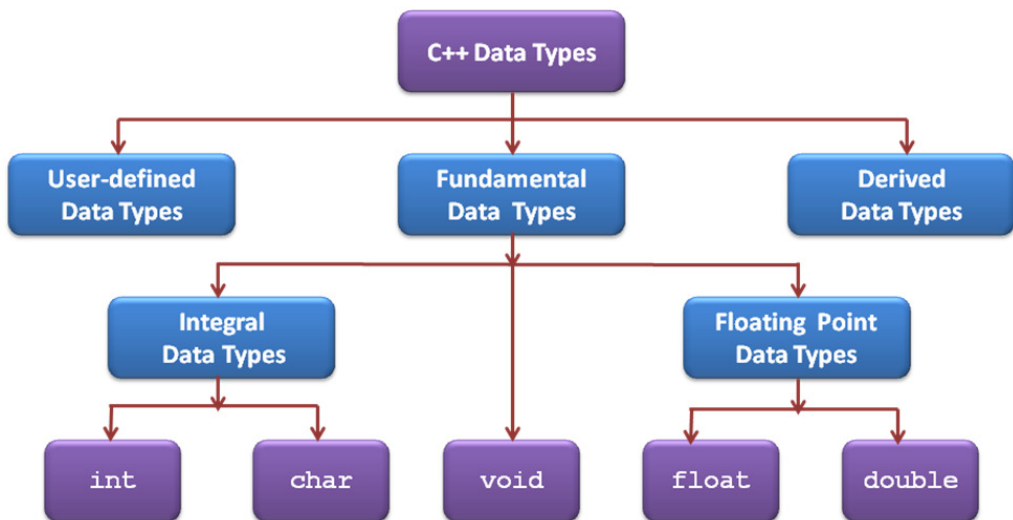 C++ Data Types
User-defined
Data Types
Fundamental
Data Types
Derived
Data Types
Integral
Data Types
Floating Point
Data Types
int
char
void
float
double